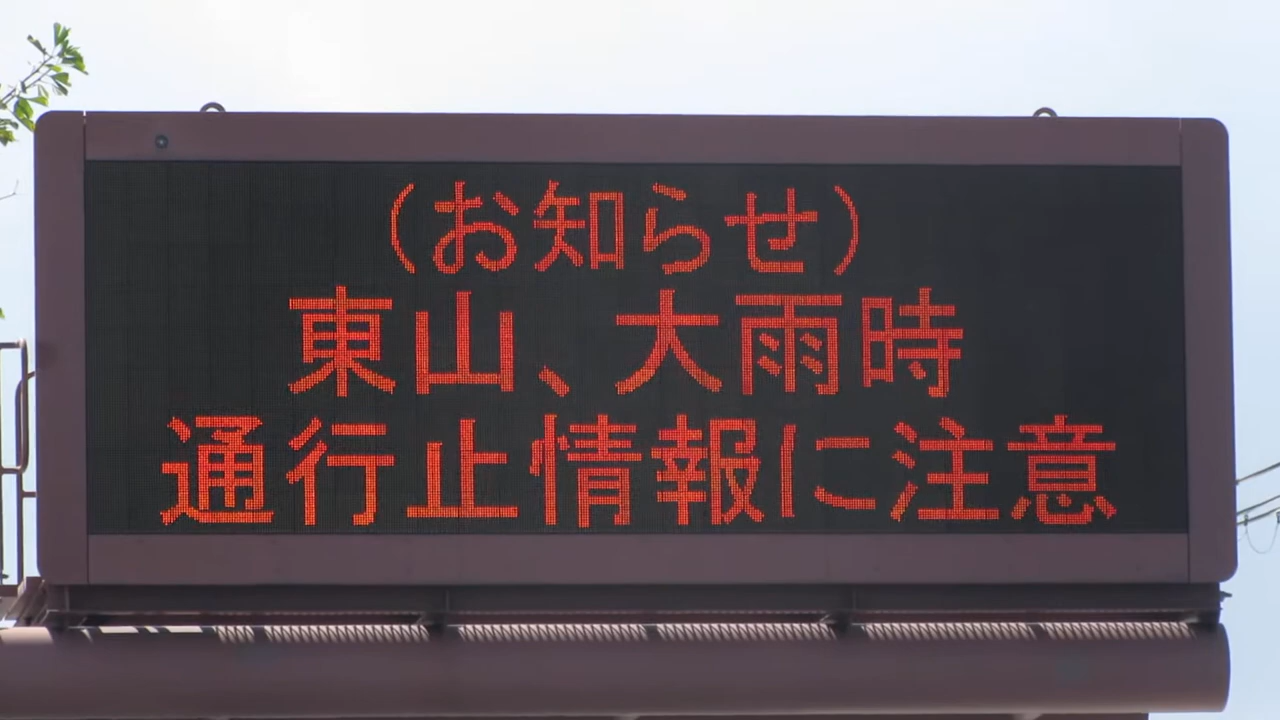 （お知らせ）
東山、大雨時
通行止情報に注意